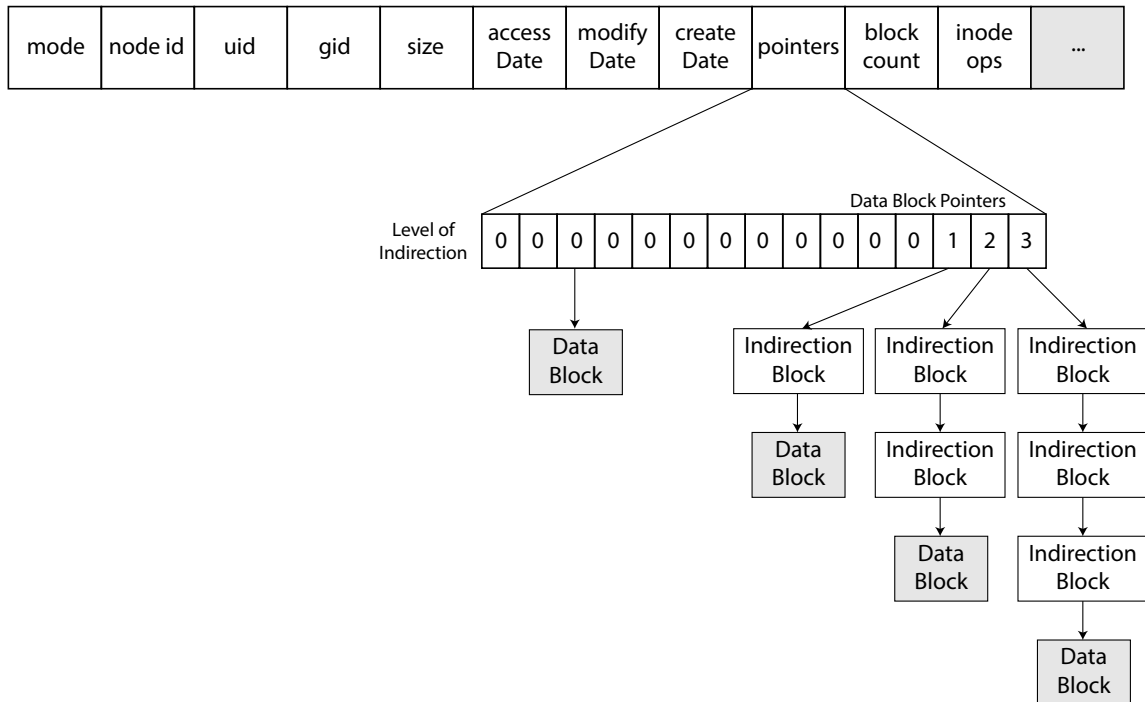 mode
node id
uid
gid
size
access
Date
modify
Date
create
Date
pointers
block
count
inode
ops
...
Data Block Pointers
Level of
Indirection
0 0 0 0 0 0 0 0 0 0 0 0 1 2 3
Data
Block
Indirection
Block
Indirection
Block
Indirection
Block
Data
Block
Indirection
Block
Indirection
Block
Data
Block
Indirection
Block
Data
Block